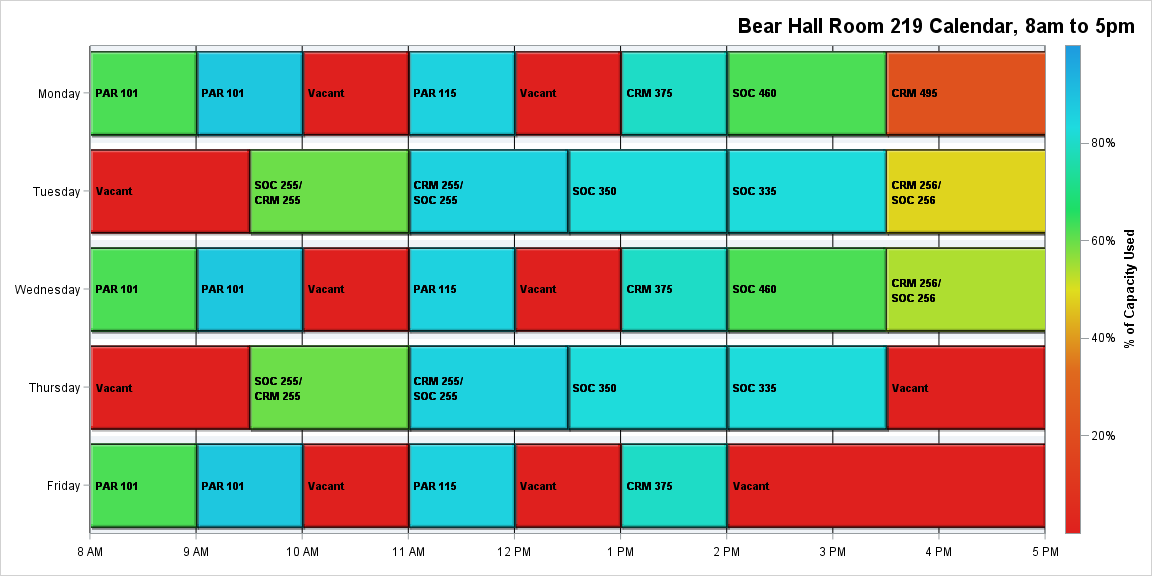 Bear Hall Room 219 Calendar, 8am to 5pm
Monday
PAR 101
PAR 101
Vacant
PAR 115
Vacant
CRM 375
SOC 460
CRM 495
Tuesday
Vacant
SOC 255/
CRM 255
CRM 255/
SOC 255
SOC 350
SOC 335
CRM 256/
SOC 256
Wednesday
PAR 101
PAR 101
Vacant
PAR 115
Vacant
CRM 375
SOC 460
CRM 256/
SOC 256
Thursday
Vacant
SOC 255/
CRM 255
CRM 255/
SOC 255
SOC 350
SOC 335
Vacant
Friday
PAR 101
PAR 101
Vacant
PAR 115
Vacant
CRM 375
Vacant
8 AM
9 AM
10 AM
11 AM
12 PM
1 PM
2 PM
3 PM
4 PM
5 PM
80%
60%
40%
20%
% of Capacity Used